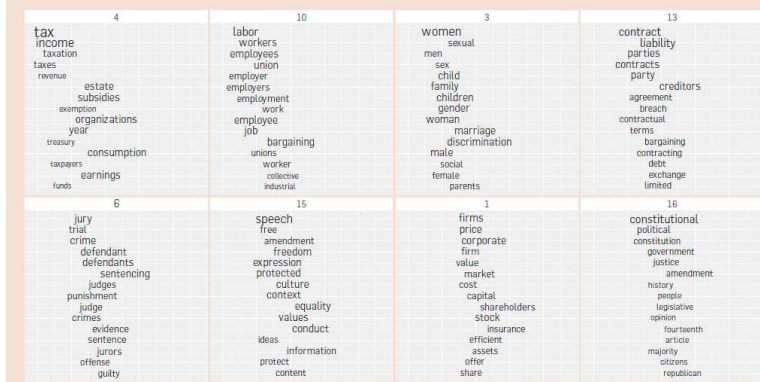 4
tax
income
taxation
taxes
revenue
estate
subsidies
exemption
organizations
year
treasury
consumption
taxpayers
earnings
funds
10
labor
workers
employees
union
employer
employers
employment
work
employee
job
bargaining
unions
worker
collective
industrial
3
women
sexual
men
sex
child
family
children
gender
woman
marriage
discrimination
male
social
female
parents
13
contract
liability
parties
contracts
party
creditors
agreement
breach
contractual
terms
bargaining
contracting
debt
exchange
limited
6
jury
trial
crime
defendant
defendants
sentencing
judges
punishment
judge
crimes
evidence
sentence
jurors
offense
guilty
15
speech
free
amendment
freedom
expression
protected
culture
context
equality
values
conduct
ideas
information
protect
content
1
firms
price
corporate
firm
value
market
cost
capital
shareholders
stock
insurance
efficient
assets
offer
share
16
constitutional
political
constitution
government
justice
amendment
history
people
legislative
opinion
fourteenth
article
majority
citizens
republican